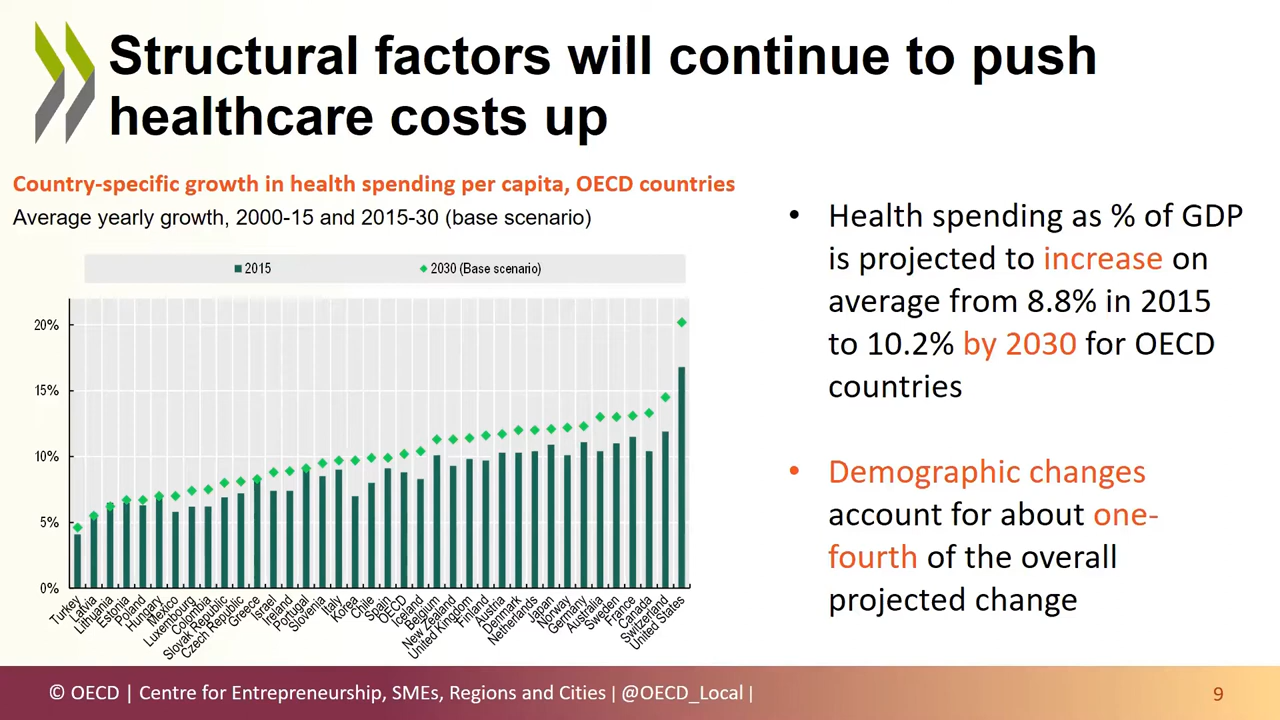 Structural factors will continue to push
healthcare costs up
Country-specific growth in health spending per capita, OECD countries
Average yearly growth, 2000-15 and 2015-30 (base scenario)
2015
2030 (Base scenario)
20%
15%
10%
5%
0%
Turkey
Latvia
Lithuania
Estonia
Poland
Hungary
Mexico
Luxembourg
Colombia
Slovak Republic
Czech Republic
Greece
Israel
Ireland
Portugal
Slovenia
Italy
Korea
Chile
Spain
OECD
Iceland
Belgium
New Zealand
United Kingdom
Finland
Austria
Denmark
Netherlands
Japan
Norway
Germany
Australia
Sweden
France
Canada
Switzerland
United States
• Health spending as % of GDP
is projected to increase on
average from 8.8% in 2015
to 10.2% by 2030 for OECD
countries
• Demographic changes
account for about one-
fourth of the overall
projected change
© OECD | Centre for Entrepreneurship, SMEs, Regions and Cities | @OECD_Local |
9